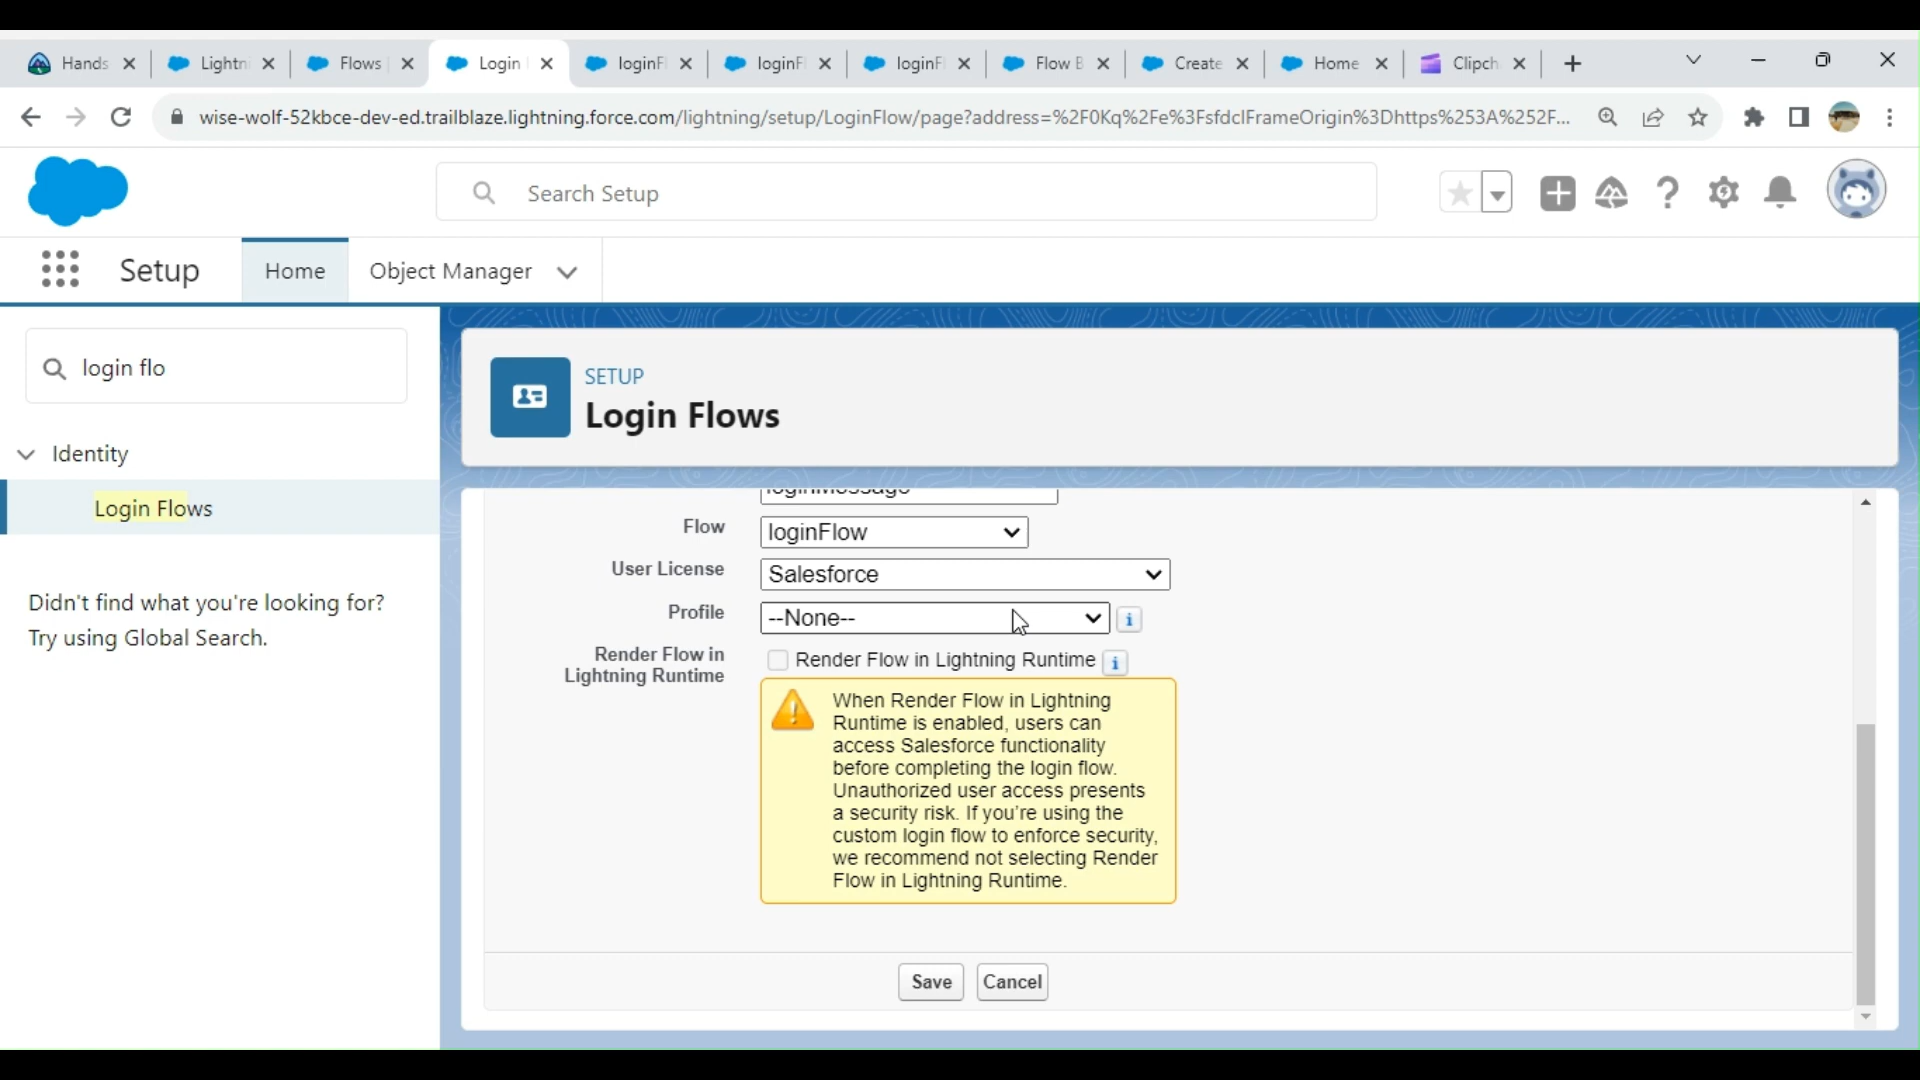 Hands
Lightni
Flows
Login
loginF
loginF
loginF
Flow B
Create
Home
Clipch
wise-wolf-52kbce-dev-ed.trailblaze.lightning.force.com/lightning/setup/LoginFlow/page?address=%2F0Kq%2Fe%3FsfdcIFrameOrigin%3Dhttps%253A%252F...
Search Setup
Setup
Home
Object Manager
login flo
Identity
Login Flows
Didn't find what you're looking for?
Try using Global Search.
SETUP
Login Flows
loginMessage
Flow
loginFlow
User License
Salesforce
Profile
--None--
Render Flow in
Lightning Runtime
Render Flow in Lightning Runtime
When Render Flow in Lightning
Runtime is enabled, users can
access Salesforce functionality
before completing the login flow.
Unauthorized user access presents
a security risk. If you're using the
custom login flow to enforce security,
we recommend not selecting Render
Flow in Lightning Runtime.
Save
Cancel